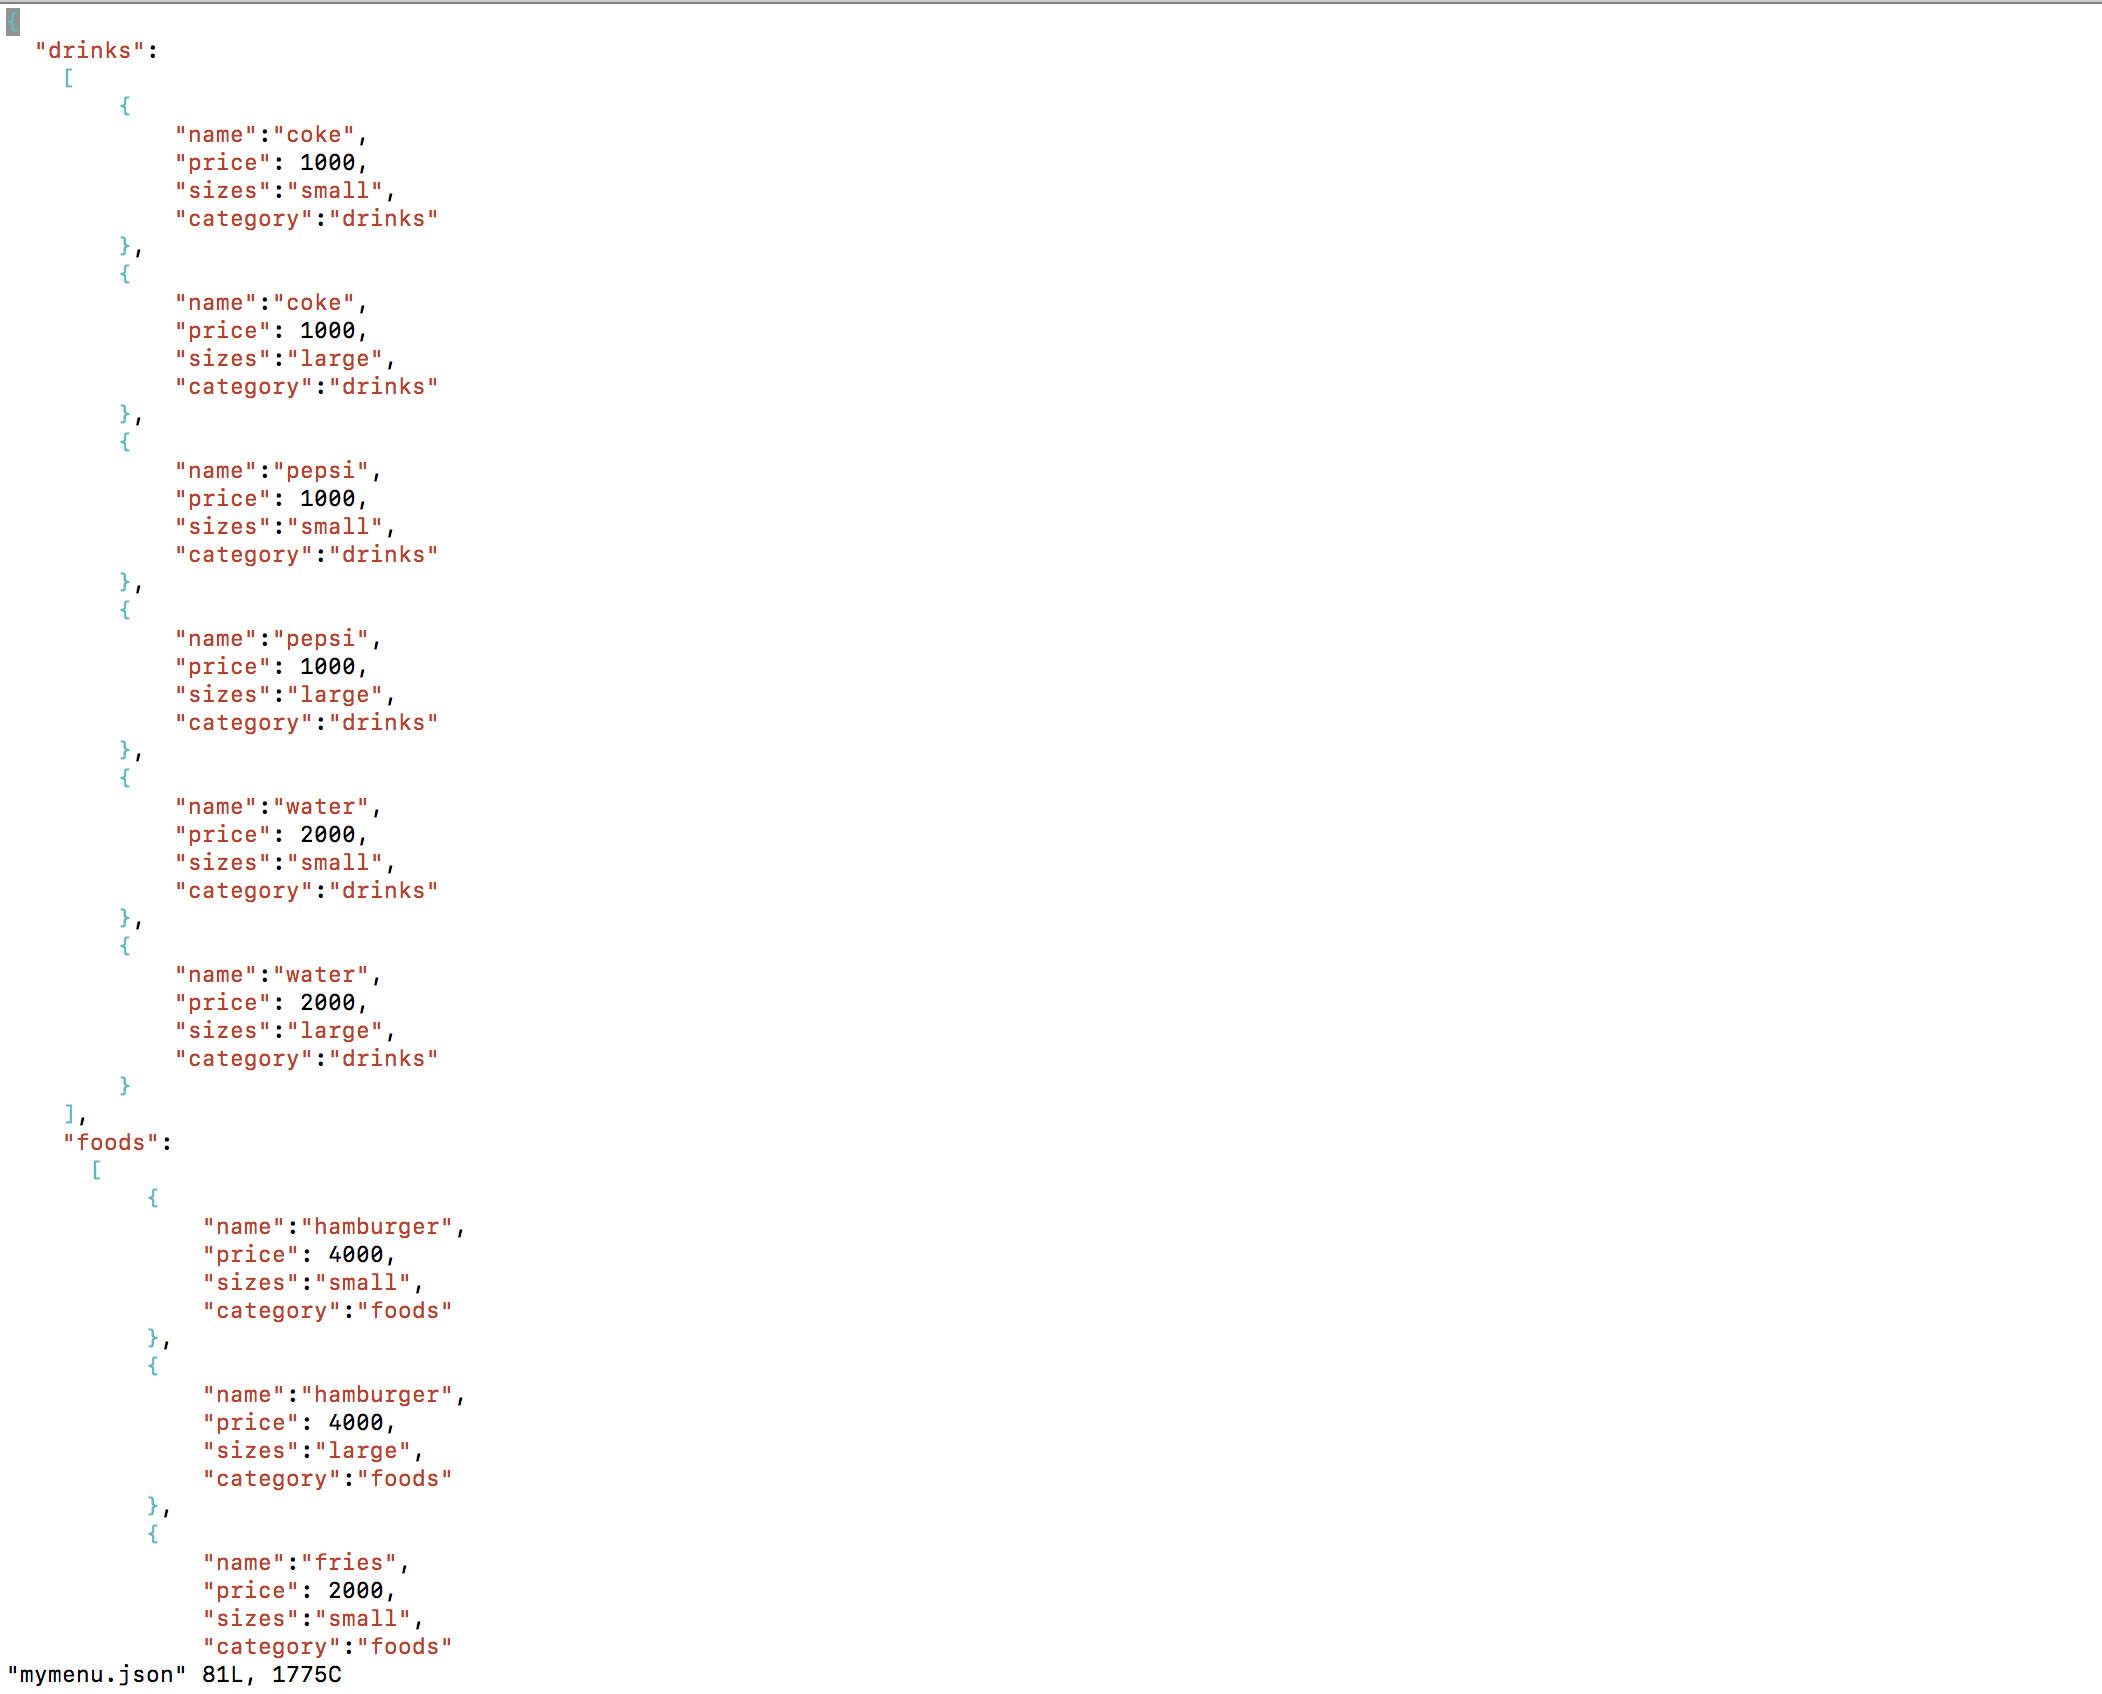 {
  "drinks":
    [
        {
            "name":"coke",
            "price": 1000,
            "sizes":"small",
            "category":"drinks"
        },
        {
            "name":"coke",
            "price": 1000,
            "sizes":"large",
            "category":"drinks"
        },
        {
            "name":"pepsi",
            "price": 1000,
            "sizes":"small",
            "category":"drinks"
        },
        {
            "name":"pepsi",
            "price": 1000,
            "sizes":"large",
            "category":"drinks"
        },
        {
            "name":"water",
            "price": 2000,
            "sizes":"small",
            "category":"drinks"
        },
        {
            "name":"water",
            "price": 2000,
            "sizes":"large",
            "category":"drinks"
        }
    ],
    "foods":
      [
          {
              "name":"hamburger",
              "price": 4000,
              "sizes":"small",
              "category":"foods"
          },
          {
              "name":"hamburger",
              "price": 4000,
              "sizes":"large",
              "category":"foods"
          },
          {
              "name":"fries",
              "price": 2000,
              "sizes":"small",
              "category":"foods"
"mymenu.json" 81L, 1775C